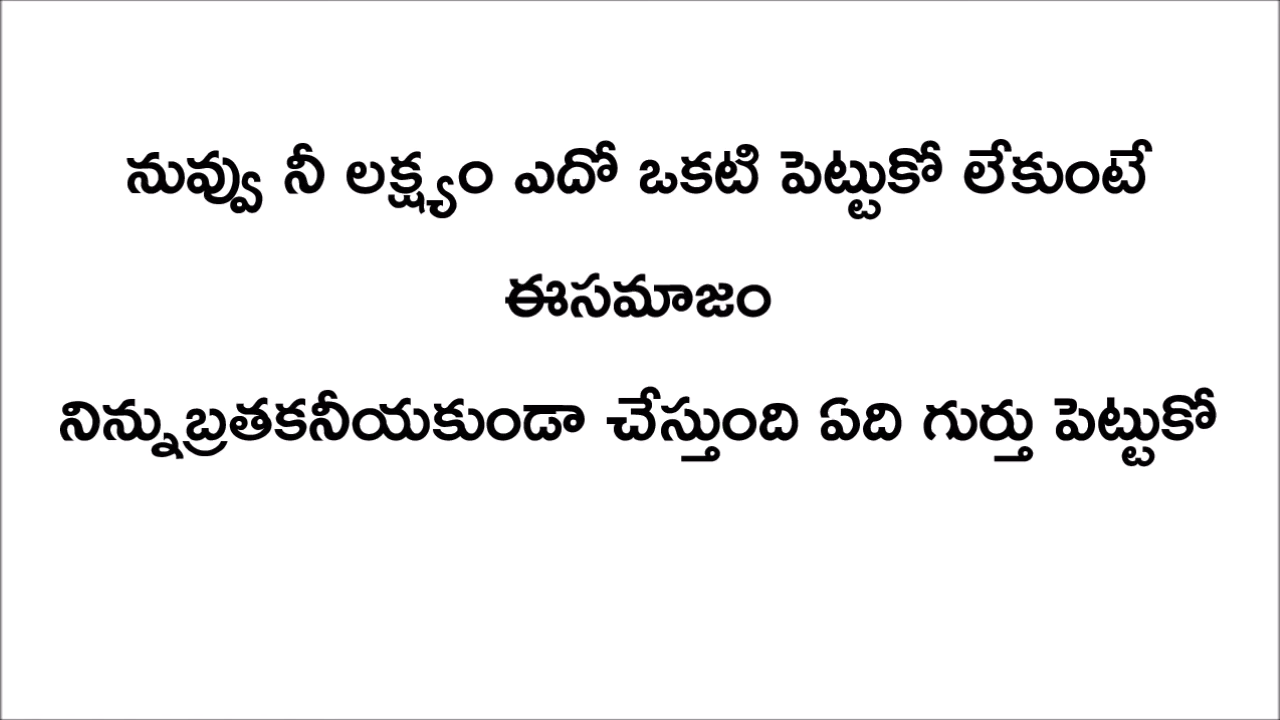 నువ్వు నీ లక్ష్యం ఎదో ఒకటి పెట్టుకో లేకుంటే
ఈసమాజం
నిన్నుబ్రతకనీయకుండా చేస్తుంది ఏది గుర్తు పెట్టుకో